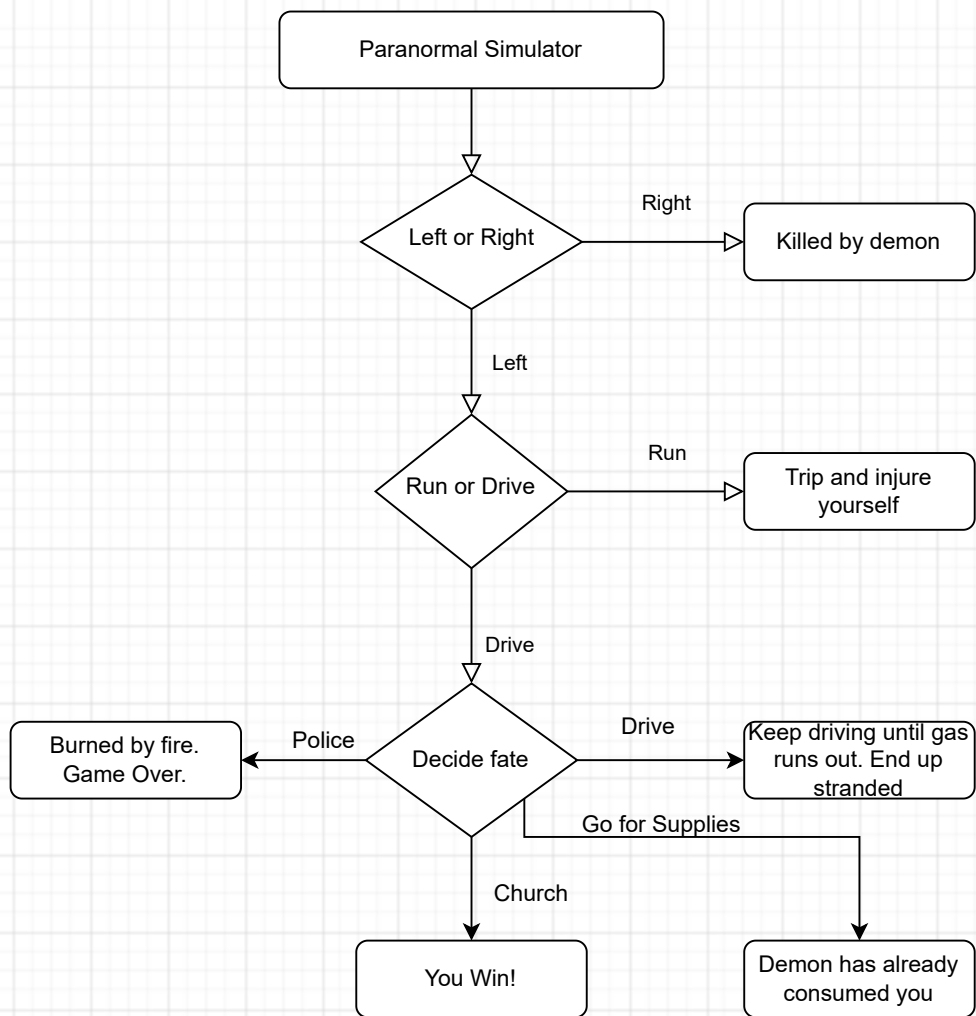 Paranormal Simulator
Left or Right
Right
Killed by demon
Left
Run or Drive
Run
Trip and injure
yourself
Drive
Burned by fire.
Game Over.
Police
Decide fate
Drive
Keep driving until gas
runs out. End up
stranded
Go for Supplies
Church
You Win!
Demon has already
consumed you